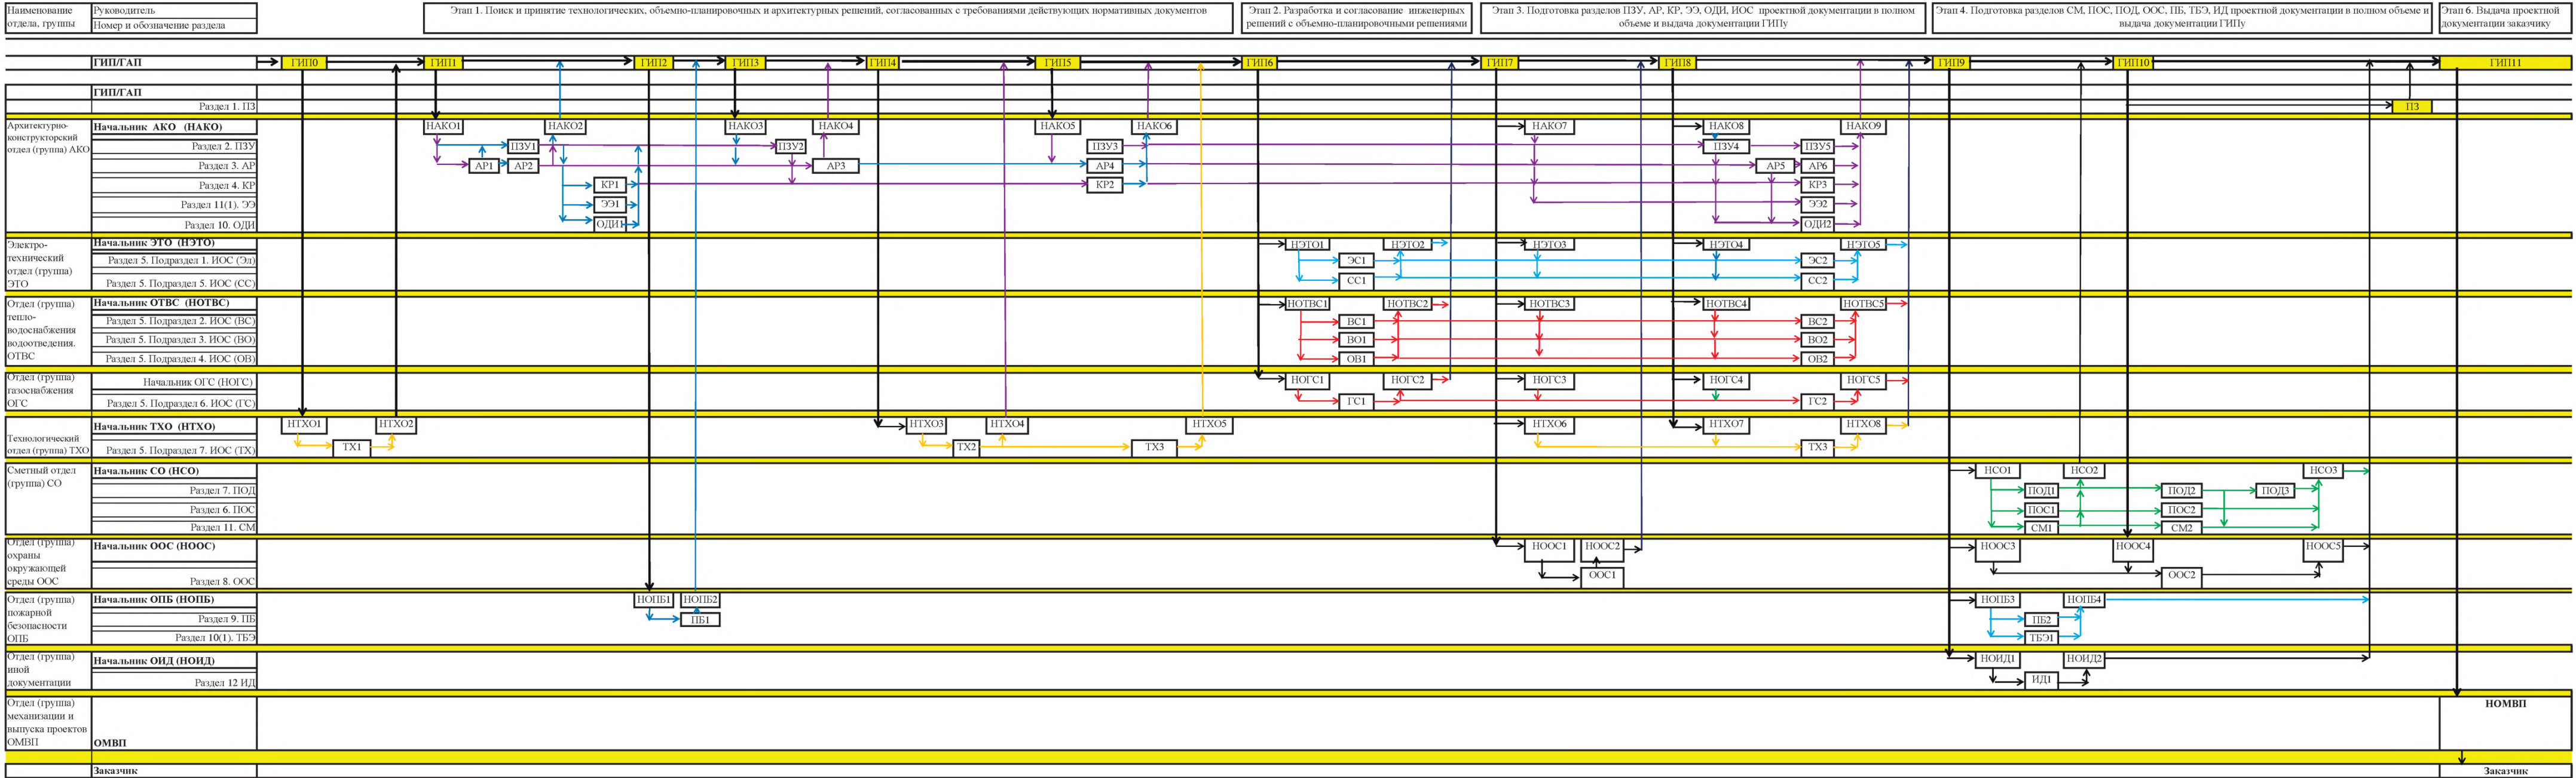 Наименование
отдела, группы
Руководитель
Номер и обозначение раздела
Этап 1. Поиск и принятие технологических, объемно-планировочных и архитектурных решений, согласованных с требованиями действующих нормативных документов
Этап 2. Разработка и согласование инженерных
решений с объемно-планировочными решениями
Этап 3. Подготовка разделов ПЗУ, АР, КР, ЭЭ, ОДИ, ИОС проектной документации в полном
объеме и выдача документации ГИПу
Этап 4. Подготовка разделов СМ, ПОС, ПОД, ООС, ПБ, ТБЭ, ИД проектной документации в полном объеме и
выдача документации ГИПу
Этап 6. Выдача проектной
документации заказчику
ГИП/ГАП
ГИП0 ГИП1 ГИП2 ГИП3 ГИП4 ГИП5 ГИП6 ГИП7 ГИП8 ГИП9 ГИП10 ГИП11
ГИП/ГАП
Раздел 1. ПЗ
ПЗ
Архитектурно-
конструкторский
отдел (группа) АКО
Начальник АКО (НАКО)
НАКО1 НАКО2 НАКО3 НАКО4 НАКО5 НАКО6 НАКО7 НАКО8 НАКО9
Раздел 2. ПЗУ
ПЗУ1 ПЗУ2 ПЗУ3 ПЗУ4 ПЗУ5
Раздел 3. АР
АР1 АР2 АР3 АР4 АР5 АР6
Раздел 4. КР
КР1 КР2 КР3
Раздел 11(1). ЭЭ
ЭЭ1 ЭЭ2
Раздел 10. ОДИ
ОДИ1 ОДИ2
Электро-
технический
отдел (группа)
ЭТО
Начальник ЭТО (НЭТО)
НЭТО1 НЭТО2 НЭТО3 НЭТО4 НЭТО5
Раздел 5. Подраздел 1. ИОС (Эл)
ЭС1 ЭС2
Раздел 5. Подраздел 5. ИОС (СС)
СС1 СС2
Отдел (группа)
тепло-
водоснабжения
водоотведения.
ОТВС
Начальник ОТВС (НОТВС)
НОТВС1 НОТВС2 НОТВС3 НОТВС4 НОТВС5
Раздел 5. Подраздел 2. ИОС (ВС)
ВС1 ВС2
Раздел 5. Подраздел 3. ИОС (ВО)
ВО1 ВО2
Раздел 5. Подраздел 4. ИОС (ОВ)
ОВ1 ОВ2
Отдел (группа)
газоснабжения
ОГС
Начальник ОГС (НОГС)
НОГС1 НОГС2 НОГС3 НОГС4 НОГС5
Раздел 5. Подраздел 6. ИОС (ГС)
ГС1 ГС2
Технологический
отдел (группа) ТХО
Начальник ТХО (НТХО)
НТХО1 НТХО2 НТХО3 НТХО4 НТХО5 НТХО6 НТХО7 НТХО8
Раздел 5. Подраздел 7. ИОС (ТХ)
ТХ1 ТХ2 ТХ3 ТХ3
Сметный отдел
(группа) СО
Начальник СО (НСО)
НСО1 НСО2 НСО3
Раздел 7. ПОД
ПОД1 ПОД2 ПОД3
Раздел 6. ПОС
ПОС1 ПОС2
Раздел 11. СМ
СМ1 СМ2
Отдел (группа)
охраны
окружающей
среды ООС
Начальник ООС (НООС)
НООС1 НООС2 НООС3 НООС4 НООС5
Раздел 8. ООС
ООС1 ООС2
Отдел (группа)
пожарной
безопасности
ОПБ
Начальник ОПБ (НОПБ)
НОПБ1 НОПБ2 НОПБ3 НОПБ4
Раздел 9. ПБ
ПБ1 ПБ2
Раздел 10(1). ТБЭ
ТБЭ1
Отдел (группа)
иной
документации
Начальник ОИД (НОИД)
НОИД1 НОИД2
Раздел 12 ИД
ИД1
Отдел (группа)
механизации и
выпуска проектов
ОМВП
ОМВП
НОМВП
Заказчик
Заказчик